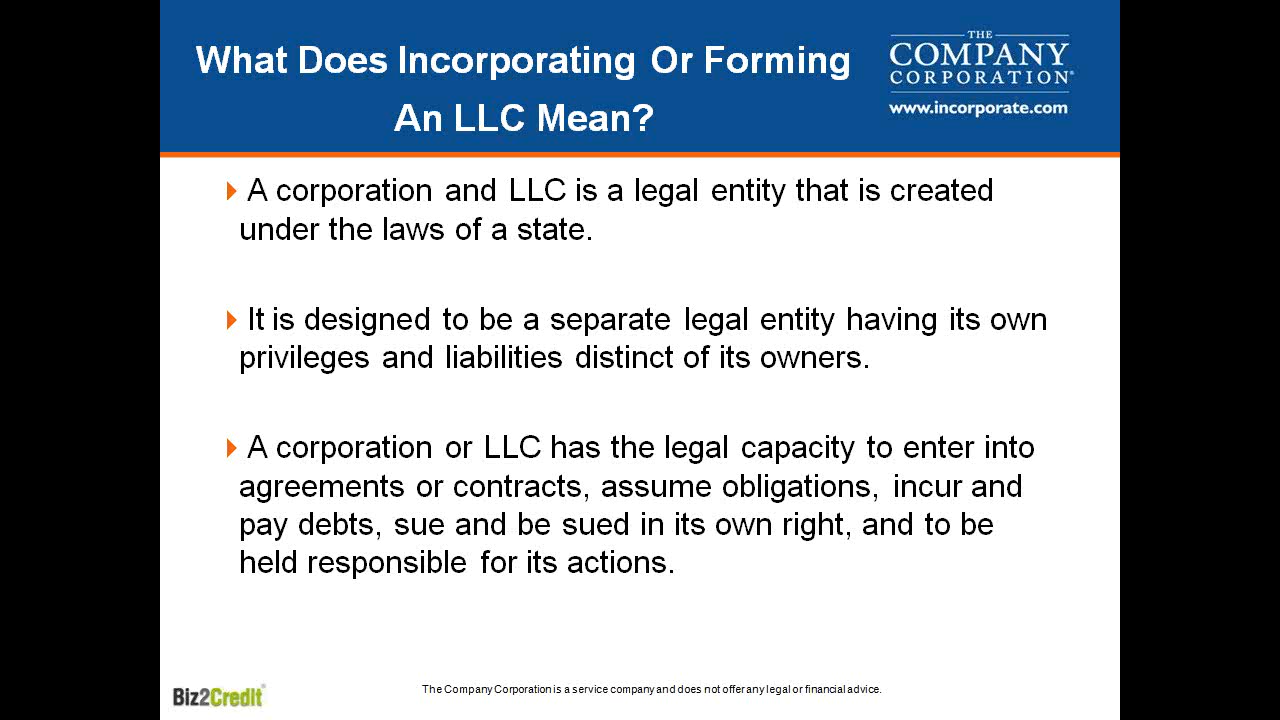 What Does Incorporating Or Forming
An LLC Mean?
THE
COMPANY
CORPORATION®
www.incorporate.com
A corporation and LLC is a legal entity that is created
under the laws of a state.
It is designed to be a separate legal entity having its own
privileges and liabilities distinct of its owners.
A corporation or LLC has the legal capacity to enter into
agreements or contracts, assume obligations, incur and
pay debts, sue and be sued in its own right, and to be
held responsible for its actions.
Biz2Credit®
The Company Corporation is a service company and does not offer any legal or financial advice.